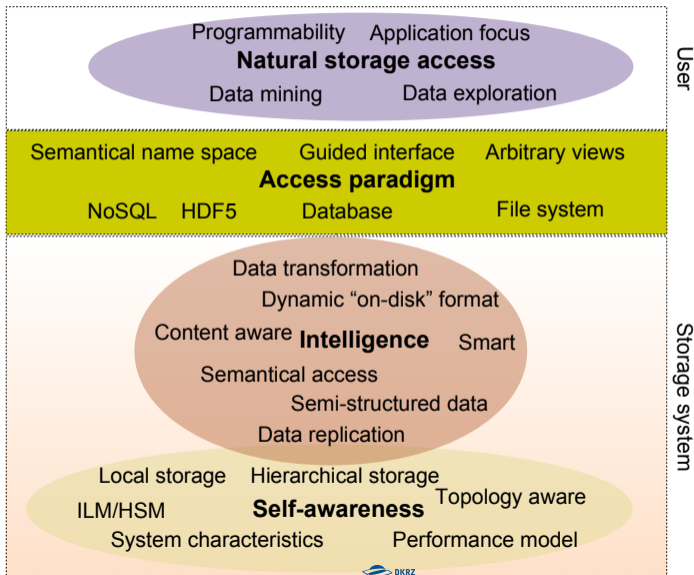 Programmability Application focus
Natural storage access
Data mining Data exploration
User
Semantical name space Guided interface Arbitrary views
Access paradigm
NoSQL HDF5 Database File system
Data transformation
Dynamic “on-disk” format
Content aware Intelligence Smart
Semantical access
Semi-structured data
Data replication
Storage system
Local storage Hierarchical storage
ILM/HSM Self-awareness Topology aware
System characteristics Performance model
DKRZ